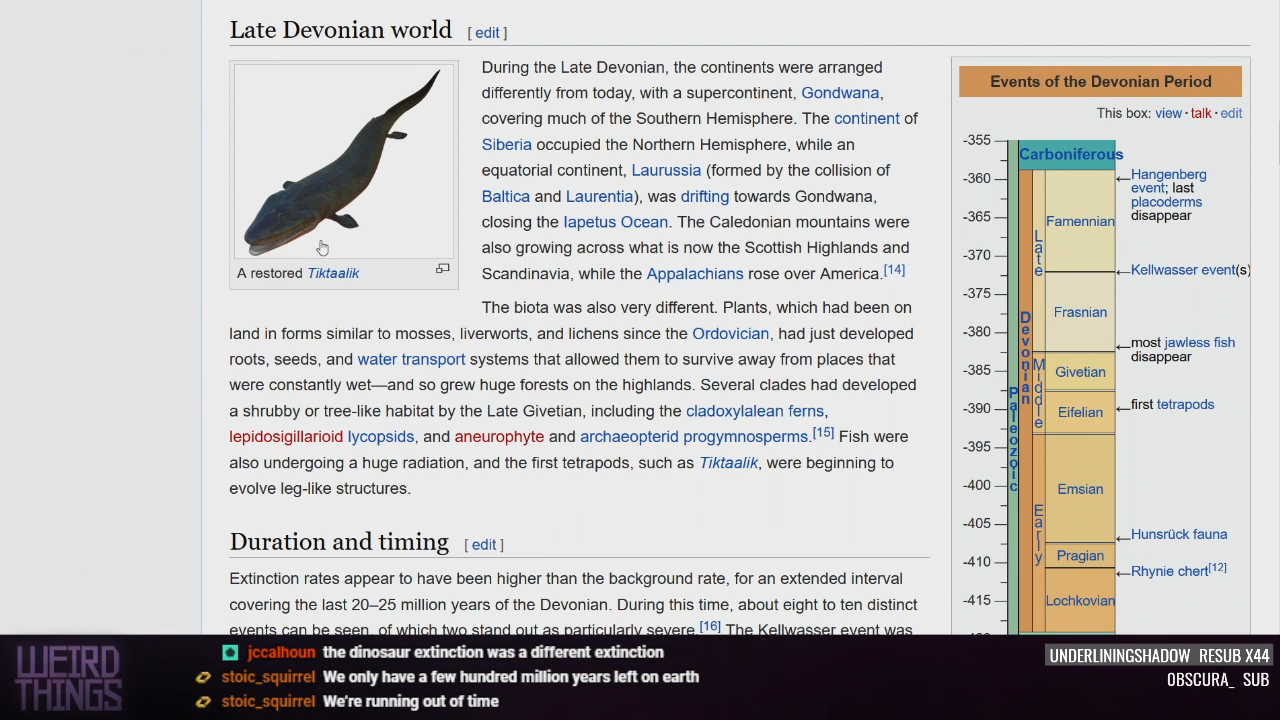 Late Devonian world [ edit ]
During the Late Devonian, the continents were arranged
differently from today, with a supercontinent, Gondwana,
covering much of the Southern Hemisphere. The continent of
Siberia occupied the Northern Hemisphere, while an
equatorial continent, Laurussia (formed by the collision of
Baltica and Laurentia), was drifting towards Gondwana,
closing the Iapetus Ocean. The Caledonian mountains were
also growing across what is now the Scottish Highlands and
Scandinavia, while the Appalachians rose over America.[14]
A restored Tiktaalik
The biota was also very different. Plants, which had been on
land in forms similar to mosses, liverworts, and lichens since the Ordovician, had just developed
roots, seeds, and water transport systems that allowed them to survive away from places that
were constantly wet—and so grew huge forests on the highlands. Several clades had developed
a shrubby or tree-like habitat by the Late Givetian, including the cladoxylalean ferns,
lepidosigillarioid lycopsids, and aneurophyte and archaeopterid progymnosperms.[15] Fish were
also undergoing a huge radiation, and the first tetrapods, such as Tiktaalik, were beginning to
evolve leg-like structures.
Duration and timing [ edit ]
Extinction rates appear to have been higher than the background rate, for an extended interval
covering the last 20–25 million years of the Devonian. During this time, about eight to ten distinct
events can be seen, of which two stand out as particularly severe.[16] The Kellwasser event was
Events of the Devonian Period
This box: view · talk · edit
-355
-360
-365
-370
-375
-380
-385
-390
-395
-400
-405
-410
-415
Paleozoic
Devonian
Late
Middle
Early
Carboniferous
Famennian
Frasnian
Givetian
Eifelian
Emsian
Pragian
Lochkovian
Hangenberg
event; last
placoderms
disappear
Kellwasser event(s)
most jawless fish
disappear
first tetrapods
Hunsrück fauna
Rhynie chert[12]
WEIRD
THINGS
jccalhoun the dinosaur extinction was a different extinction
stoic_squirrel We only have a few hundred million years left on earth
stoic_squirrel We're running out of time
UNDERLININGSHADOW RESUB X44
OBSCURA_ SUB